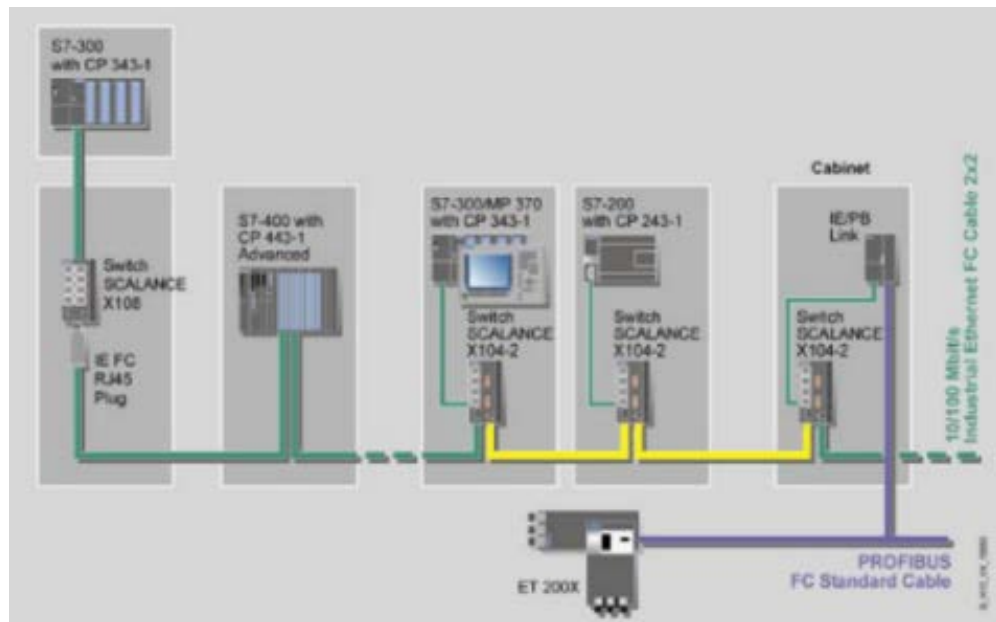 S7-300
with CP 343-1
Switch
SCALANCE
X108
IE FC
RJ45
Plug
S7-400 with
CP 443-1
Advanced
S7-300/MP 370
with CP 343-1
Switch
SCALANCE
X104-2
S7-200
with CP 243-1
Switch
SCALANCE
X104-2
Cabinet
IE/PB
Link
Switch
SCALANCE
X104-2
10/100 Mbit/s
Industrial Ethernet FC Cable 2x2
ET 200X
PROFIBUS
FC Standard Cable